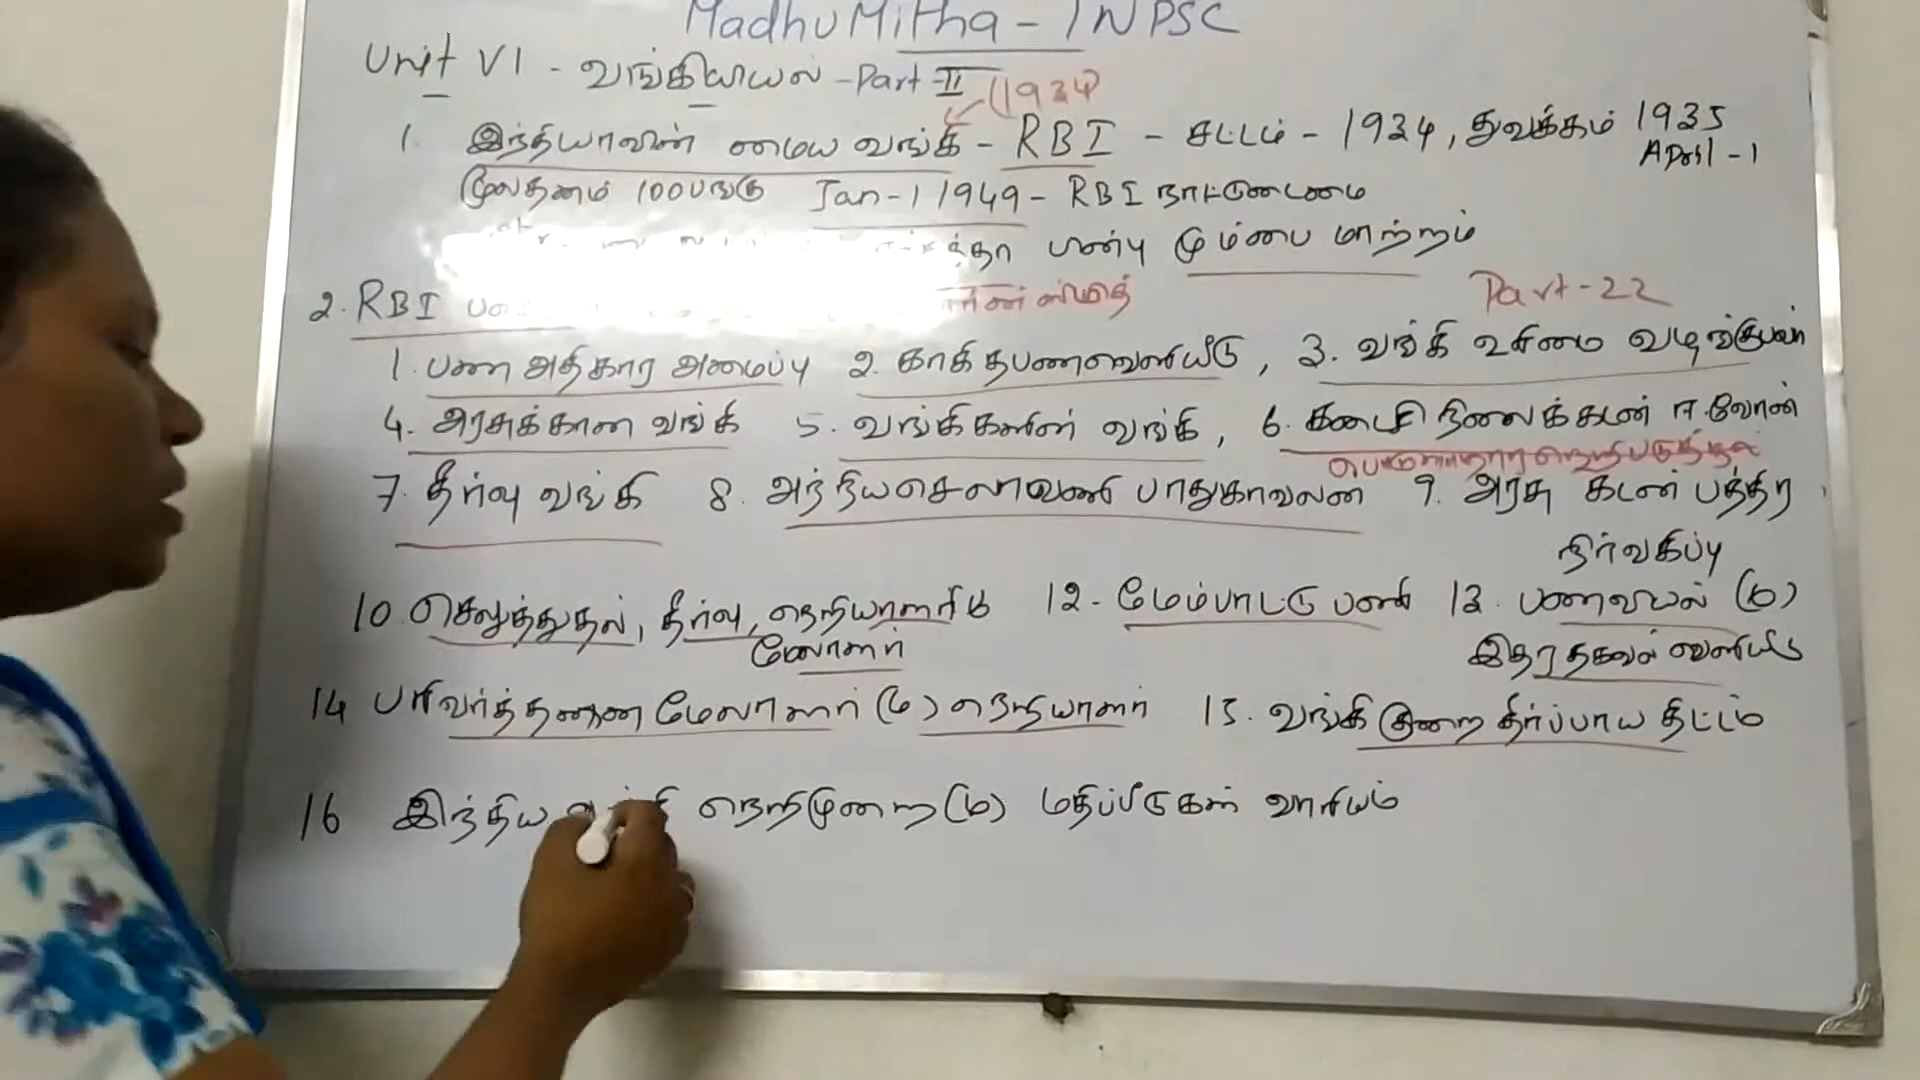 MadhuMitha - TNPSC
Unit VI - வங்கியியல் - Part - II (1934)
1. இந்தியாவின் மைய வங்கி - RBI - சட்டம் - 1934, துவக்கம் 1935
April - 1
மூலதனம் 100 பங்கு Jan - 1 1949 - RBI நாட்டுடைமை
பின்பு மும்பை மாற்றம்
2. RBI
Part - 22
1. பண அதிகார அமைப்பு 2. காகிதபணவெளியீடு, 3. வங்கி உரிமை வழங்குபவர்
4. அரசுக்கான வங்கி 5. வங்கிகளின் வங்கி, 6. கடைசி நிலைக்கடன் ஈவோன்
7. தீர்வு வங்கி 8. அந்நியசெலாவணி பாதுகாவலன் 9. அரசு கடன் பத்திர
நிர்வகிப்பு
10. செலுத்துதல், தீர்வு, நெறியாளர் & 12. மேம்பாட்டு பணி 13. பணவியல் (ம)
மேலாளர் இதர தகவல் வெளியீடு
14 பரிவர்த்தனை மேலாளர் (ம) நெறியாளர் 15. வங்கி குறை தீர்ப்பாய திட்டம்
16 இந்திய நெறிமுறை (ம) மதிப்பீடுகள் வாரியம்